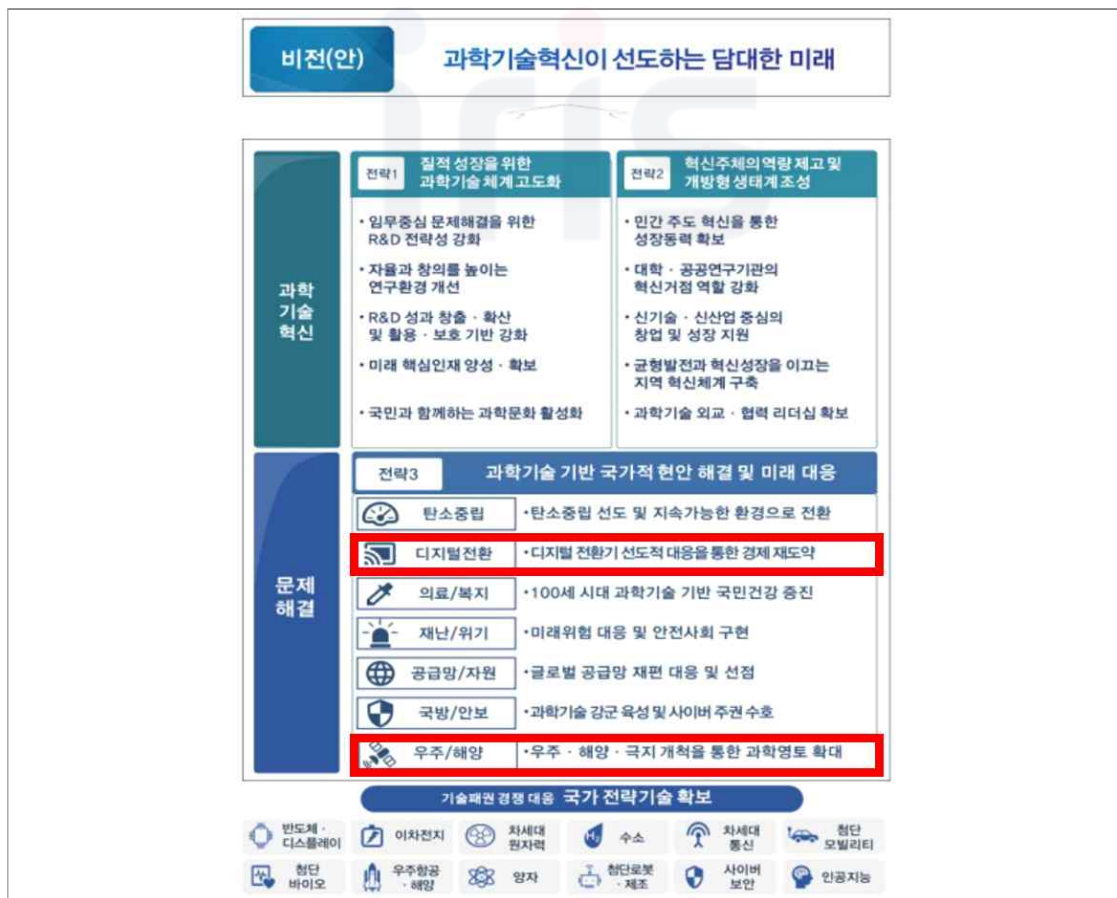 iris
비전(안)
과학기술혁신이 선도하는 담대한 미래
과학
기술
혁신
전략1
질적 성장을 위한
과학기술 체계 고도화
• 임무중심 문제해결을 위한
R&D 전략성 강화
• 자율과 창의를 높이는
연구환경 개선
• R&D 성과 창출 · 확산
및 활용 · 보호 기반 강화
• 미래 핵심인재 양성 · 확보
• 국민과 함께하는 과학문화 활성화
전략2
혁신주체의 역량 제고 및
개방형 생태계 조성
• 민간 주도 혁신을 통한
성장동력 확보
• 대학 · 공공연구기관의
혁신거점 역할 강화
• 신기술 · 신산업 중심의
창업 및 성장 지원
• 균형발전과 혁신성장을 이끄는
지역 혁신체계 구축
• 과학기술 외교 · 협력 리더십 확보
문제
해결
전략3 과학기술 기반 국가적 현안 해결 및 미래 대응
탄소중립 •탄소중립 선도 및 지속가능한 환경으로 전환
디지털전환 •디지털 전환기 선도적 대응을 통한 경제 재도약
의료/복지 •100세 시대 과학기술 기반 국민건강 증진
재난/위기 •미래위험 대응 및 안전사회 구현
공급망/자원 •글로벌 공급망 재편 대응 및 선점
국방/안보 •과학기술 강군 육성 및 사이버 주권 수호
우주/해양 •우주 · 해양 · 극지 개척을 통한 과학영토 확대
기술패권 경쟁 대응 국가 전략기술 확보
반도체 ·
디스플레이
이차전지
차세대
원자력
H₂
수소
차세대
통신
첨단
모빌리티
첨단
바이오
우주항공
· 해양
양자
첨단로봇
· 제조
사이버
보안
인공지능